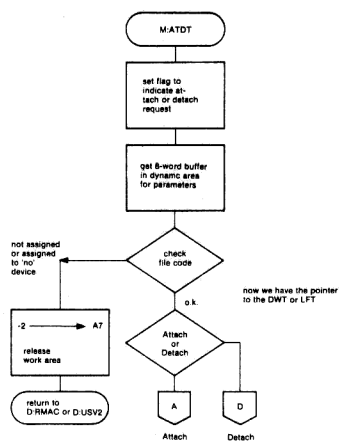 M:ATDT
set flag to
indicate at-
tach or detach
request
get 8-word buffer
in dynamc area
for parameters
not assigned
or assigned
to 'no'
device
check
file code
o.k.
now we have the pointer
to the DWT or LFT
-2 → A7
release
work area
Attach
or
Detach
return to
D:RMAC or D:USV2
A
D
Attach
Detach